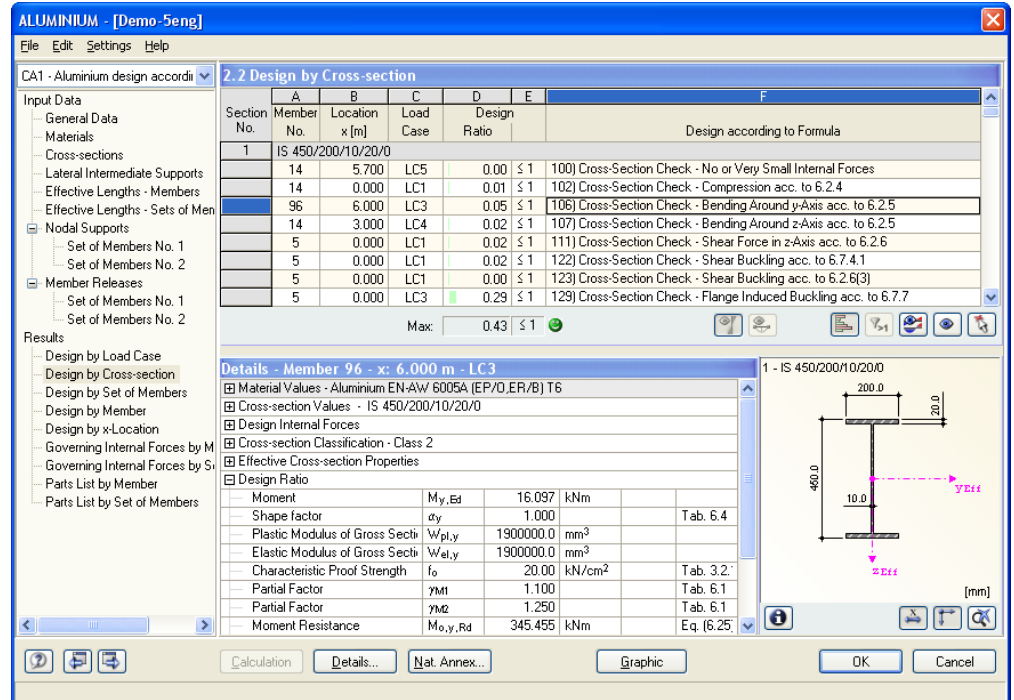 ALUMINIUM - [Demo-5eng]
File Edit Settings Help
CA1 - Aluminium design accordi
Input Data
General Data
Materials
Cross-sections
Lateral Intermediate Supports
Effective Lengths - Members
Effective Lengths - Sets of Men
Nodal Supports
Set of Members No. 1
Set of Members No. 2
Member Releases
Set of Members No. 1
Set of Members No. 2
Results
Design by Load Case
Design by Cross-section
Design by Set of Members
Design by Member
Design by x-Location
Governing Internal Forces by M
Governing Internal Forces by S
Parts List by Member
Parts List by Set of Members
2.2 Design by Cross-section
A B C D E F
Section Member Location Load Design
No. No. x [m] Case Ratio Design according to Formula
1 IS 450/200/10/20/0
14 5.700 LC5 0.00 ≤ 1 100) Cross-Section Check - No or Very Small Internal Forces
14 0.000 LC1 0.01 ≤ 1 102) Cross-Section Check - Compression acc. to 6.2.4
96 6.000 LC3 0.05 ≤ 1 106) Cross-Section Check - Bending Around y-Axis acc. to 6.2.5
14 3.000 LC4 0.02 ≤ 1 107) Cross-Section Check - Bending Around z-Axis acc. to 6.2.5
5 0.000 LC1 0.02 ≤ 1 111) Cross-Section Check - Shear Force in z-Axis acc. to 6.2.6
5 0.000 LC1 0.02 ≤ 1 122) Cross-Section Check - Shear Buckling acc. to 6.7.4.1
5 0.000 LC1 0.00 ≤ 1 123) Cross-Section Check - Shear Buckling acc. to 6.2.6(3)
5 0.000 LC3 0.29 ≤ 1 129) Cross-Section Check - Flange Induced Buckling acc. to 6.7.7
Max: 0.43 ≤ 1
Details - Member 96 - x: 6.000 m - LC3
Material Values - Aluminium EN-AW 6005A (EP/O,ER/B) T6
Cross-section Values - IS 450/200/10/20/0
Design Internal Forces
Cross-section Classification - Class 2
Effective Cross-section Properties
Design Ratio
Moment My,Ed 16.097 kNm
Shape factor αy 1.000 Tab. 6.4
Plastic Modulus of Gross Secti Wpl,y 1900000.0 mm3
Elastic Modulus of Gross Secti Wel,y 1900000.0 mm3
Characteristic Proof Strength fo 20.00 kN/cm2 Tab. 3.2.
Partial Factor γM1 1.100 Tab. 6.1
Partial Factor γM2 1.250 Tab. 6.1
Moment Resistance Mo,y,Rd 345.455 kNm Eq. (6.25
1 - IS 450/200/10/20/0
200.0
20.0
450.0
10.0
yEff
zEff
[mm]
Calculation Details... Nat. Annex... Graphic OK Cancel